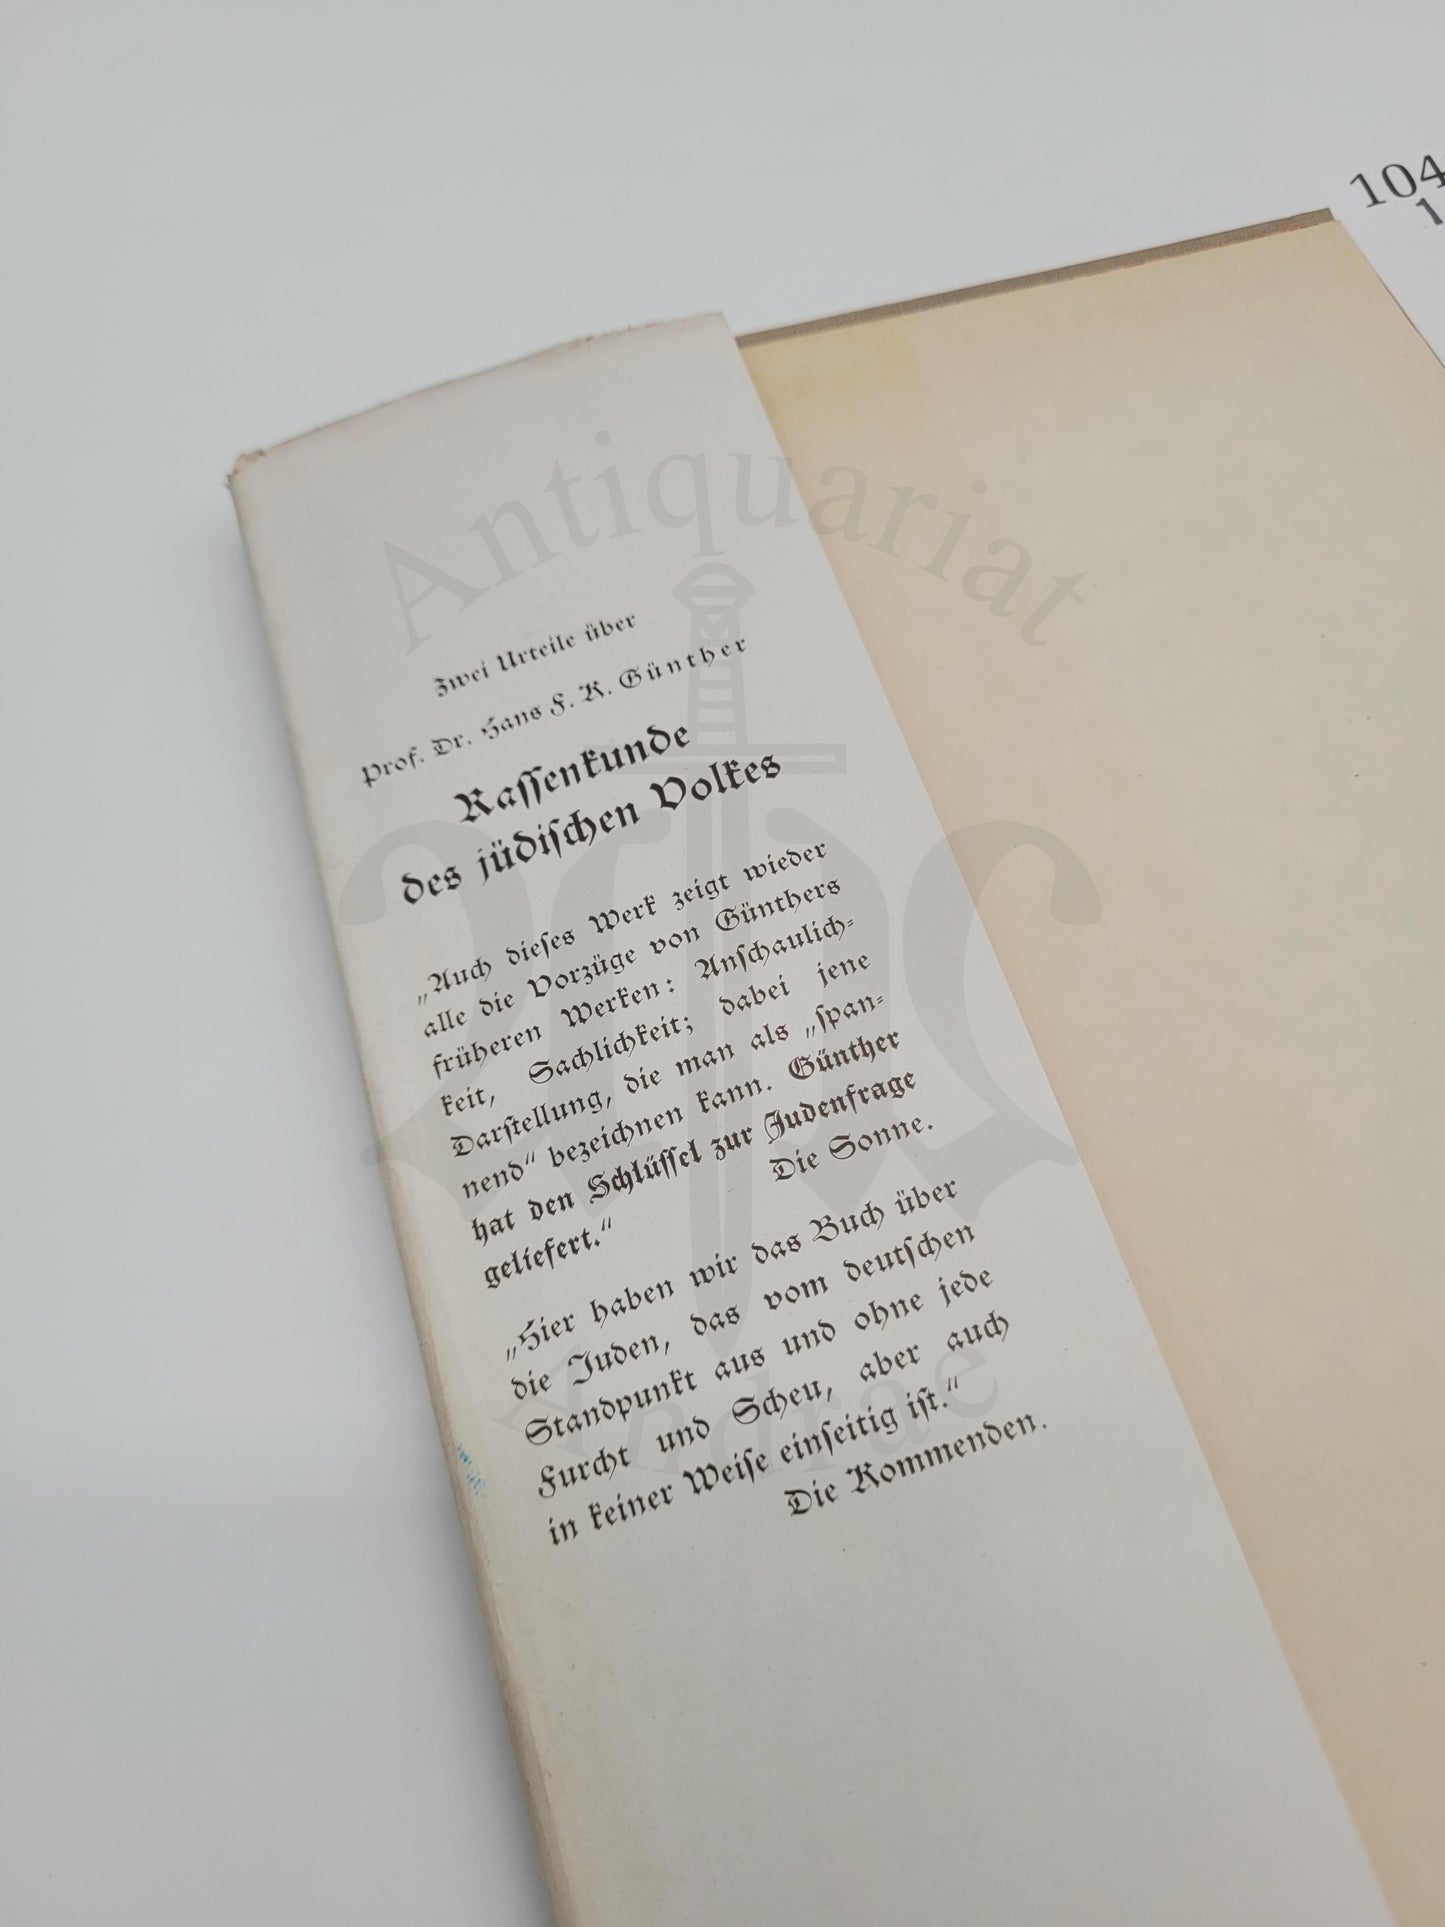 104
1
Antiquariat
Zwei Urteile über
Prof. Dr. Hans F. K. Günther
Rassenkunde
des jüdischen Volkes
„Auch dieses Werk zeigt wieder
alle die Vorzüge von Günthers
früheren Werken: Anschaulich-
keit, Sachlichkeit; dabei jene
Darstellung, die man als „span-
nend“ bezeichnen kann. Günther
hat den Schlüssel zur Judenfrage
geliefert.“
Die Sonne.
„Hier haben wir das Buch über
die Juden, das vom deutschen
Standpunkt aus und ohne jede
Furcht und Scheu, aber auch
in keiner Weise einseitig ist.“
Die Kommenden.
Andrae